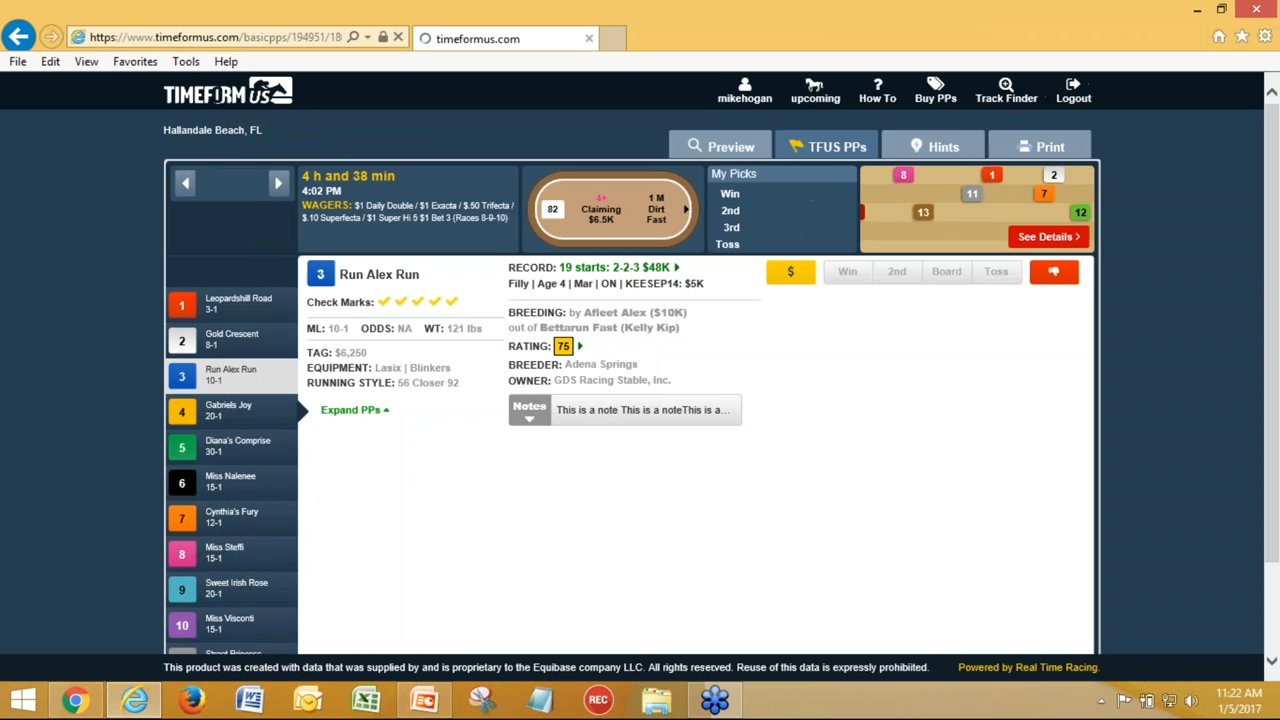 https://www.timeformus.com/basicpps/194951/18
timeformus.com
File Edit View Favorites Tools Help
TIMEFORM US
mikehogan
upcoming
How To
Buy PPs
Track Finder
Logout
Hallandale Beach, FL
Preview
TFUS PPs
Hints
Print
4 h and 38 min
4:02 PM
WAGERS: $1 Daily Double / $1 Exacta / $.50 Trifecta /
$.10 Superfecta / $1 Super Hi 5 $1 Bet 3 (Races 8-9-10)
82
4+
Claiming
$6.5K
1 M
Dirt
Fast
My Picks
Win
2nd
3rd
Toss
8 1 2
11 7
13 12
See Details >
3 Run Alex Run
Check Marks:
ML: 10-1 ODDS: NA WT: 121 lbs
TAG: $6,250
EQUIPMENT: Lasix | Blinkers
RUNNING STYLE: 56 Closer 92
Expand PPs
RECORD: 19 starts: 2-2-3 $48K
Filly | Age 4 | Mar | ON | KEESEP14: $5K
BREEDING: by Afleet Alex ($10K)
out of Bettarun Fast (Kelly Kip)
RATING: 75
BREEDER: Adena Springs
OWNER: GDS Racing Stable, Inc.
Notes
This is a note This is a noteThis is a...
$
Win
2nd
Board
Toss
1 Leopardshill Road
3-1
2 Gold Crescent
8-1
3 Run Alex Run
10-1
4 Gabriels Joy
20-1
5 Diana's Comprise
30-1
6 Miss Nalenee
15-1
7 Cynthia's Fury
12-1
8 Miss Steffi
15-1
9 Sweet Irish Rose
20-1
10 Miss Visconti
15-1
This product was created with data that was supplied by and is proprietary to the Equibase company LLC. All rights reserved. Reuse of this data is expressly prohibiited.
Powered by Real Time Racing.
REC
11:22 AM
1/5/2017